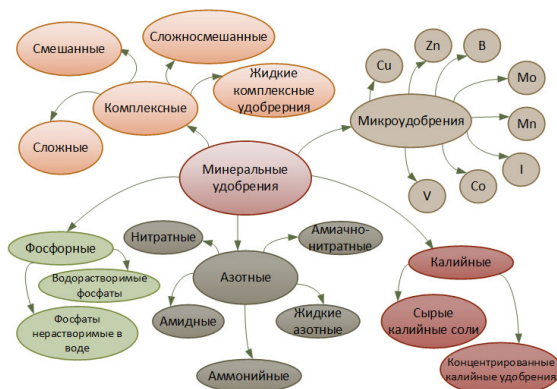 Смешанные
Сложносмешанные
Жидкие
комплексные
удобрерния
Комплексные
Сложные
Cu
Zn
B
Mo
Mn
I
Co
V
Микроудобрения
Минеральные
удобрения
Фосфорные
Водорастворимые
фосфаты
Фосфаты
нерастворимые в
воде
Нитратные
Амиачно-
нитратные
Азотные
Амидные
Жидкие
азотные
Аммонийные
Калийные
Сырые
калийные соли
Концентрированные
калийные удобрения